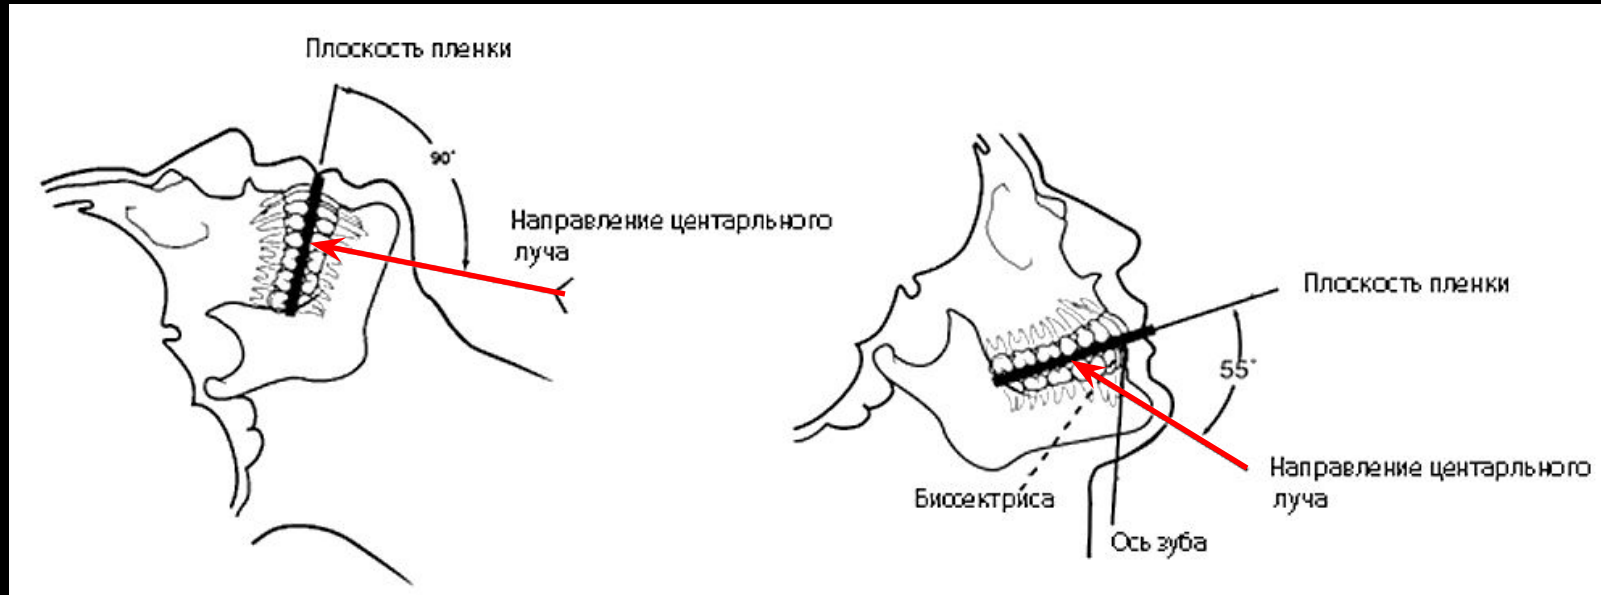 Плоскость пленки
90°
Направление центарльного
луча
Плоскость пленки
55°
Направление центарльного
луча
Биссектриса
Ось зуба